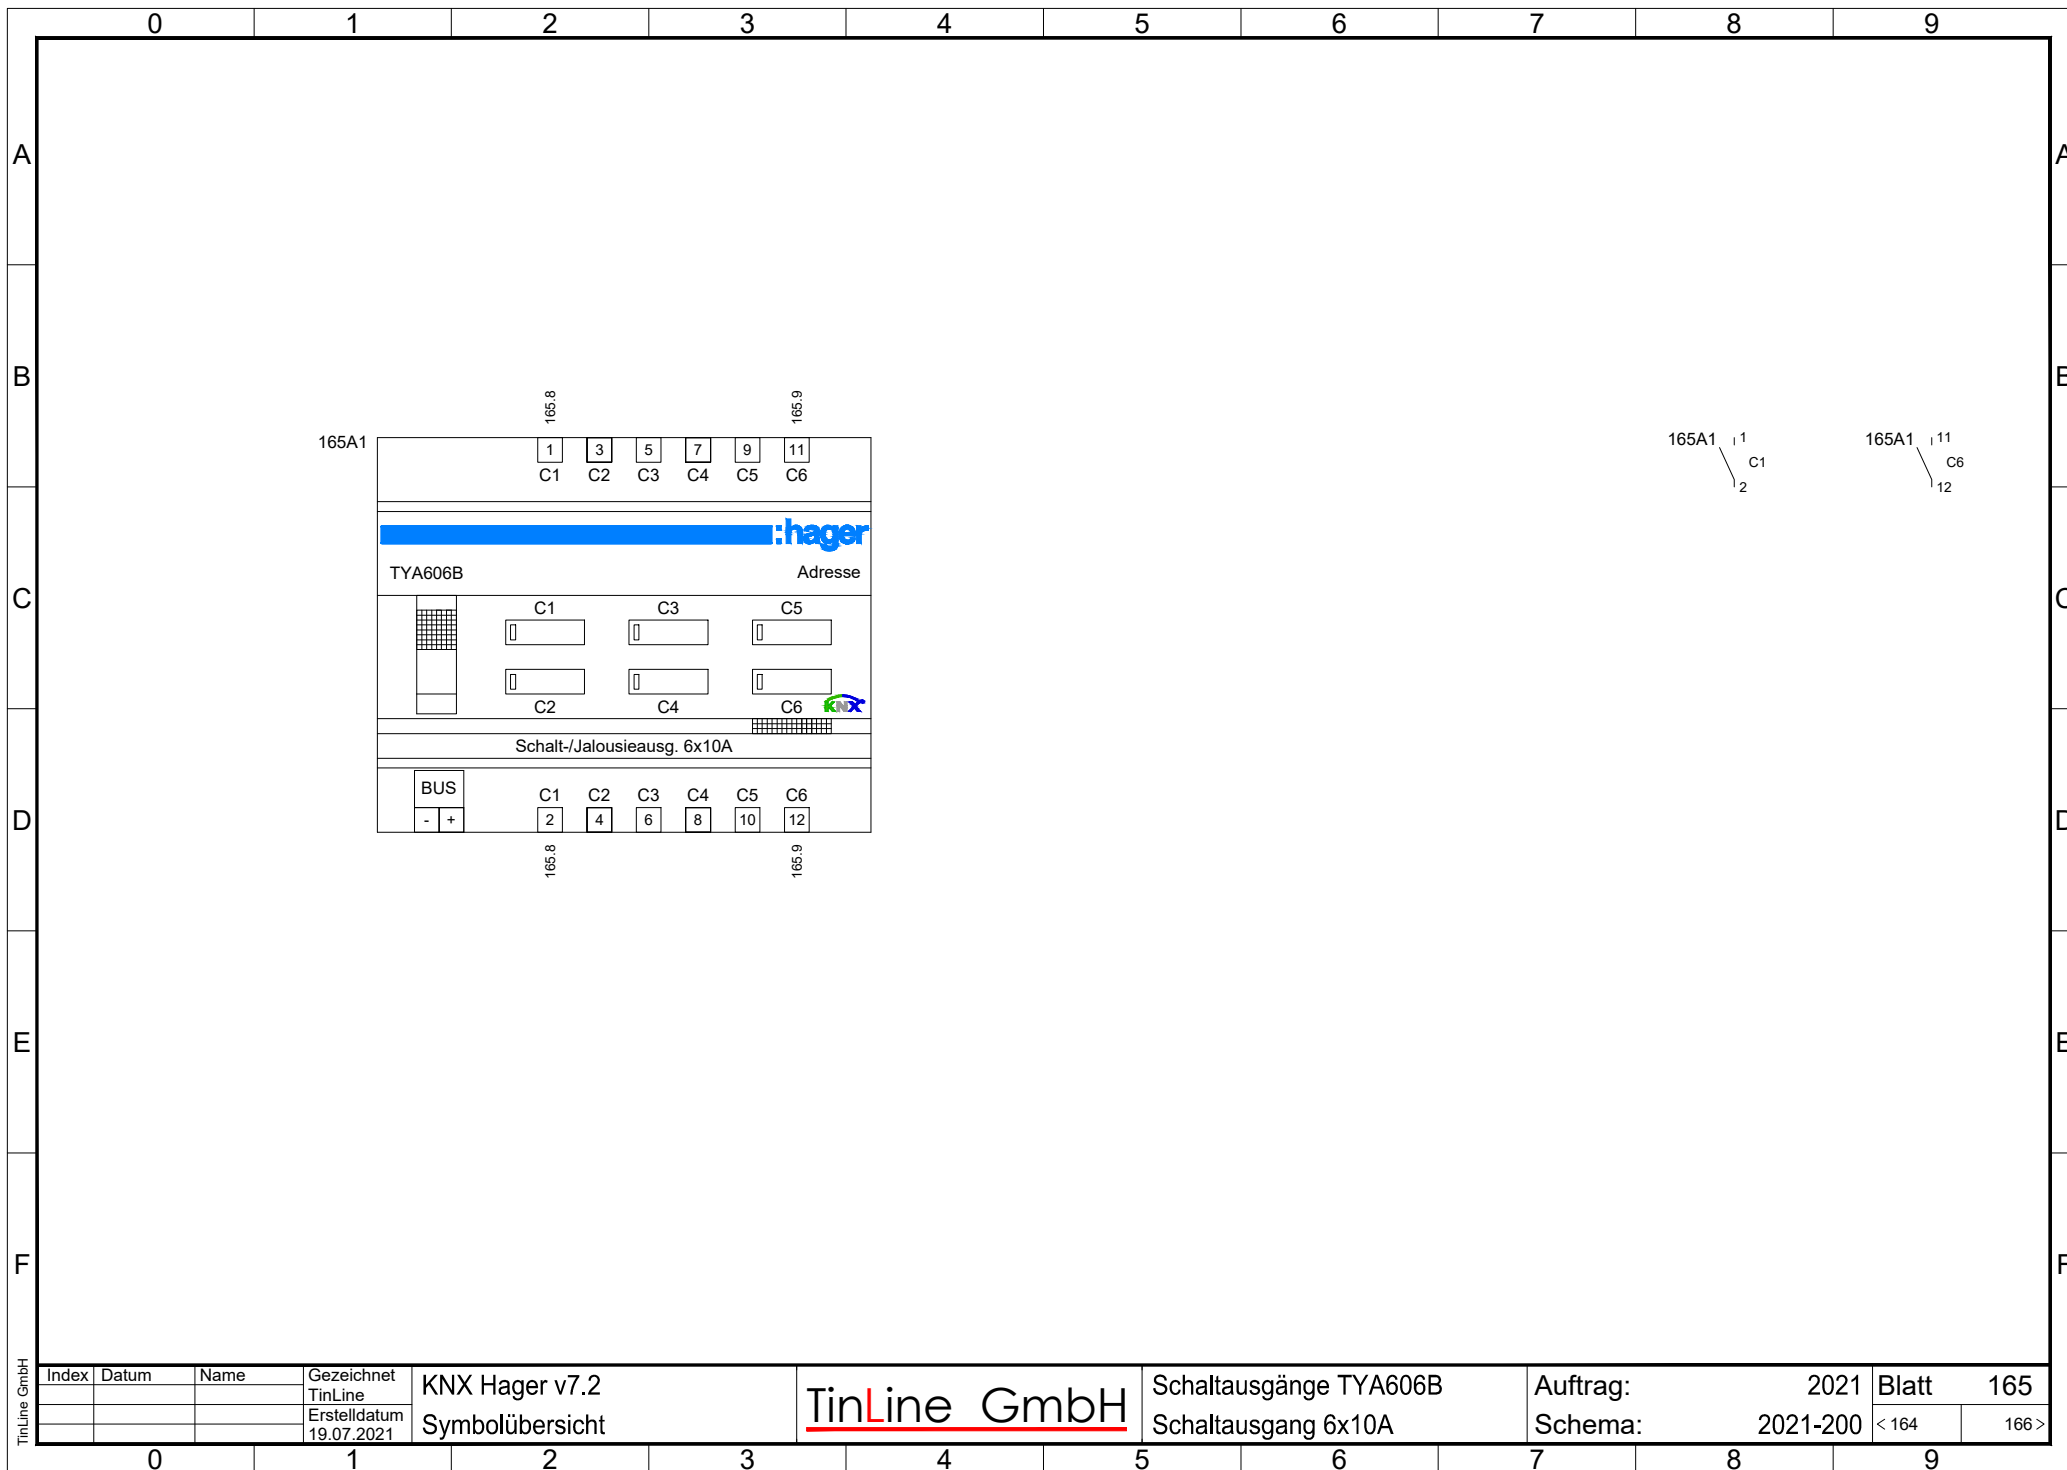 0 1 2 3 4 5 6 7 8 9
A A
B B
165.8 165.9
165A1
1 3 5 7 9 11
C1 C2 C3 C4 C5 C6
165A1 1
C1
2
165A1 11
C6
12
:hager
TYA606B Adresse
C C
C1 C3 C5
C2 C4 C6
KNX
Schalt-/Jalousieausg. 6x10A
BUS
- +
C1 C2 C3 C4 C5 C6
2 4 6 8 10 12
D D
165.8 165.9
E E
F F
TinLine GmbH
Index Datum Name
Gezeichnet
TinLine
Erstelldatum
19.07.2021
KNX Hager v7.2
Symbolübersicht
TinLine GmbH
Schaltausgänge TYA606B
Schaltausgang 6x10A
Auftrag: 2021
Schema: 2021-200
Blatt 165
< 164 166 >
0 1 2 3 4 5 6 7 8 9